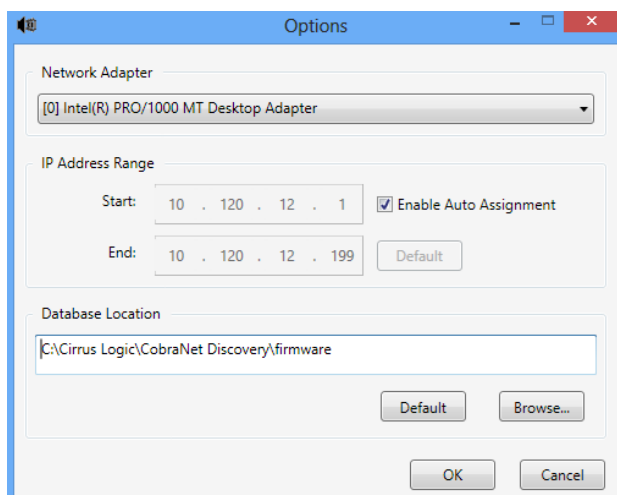 Options
Network Adapter
[0] Intel(R) PRO/1000 MT Desktop Adapter
IP Address Range
Start: 10 . 120 . 12 . 1 Enable Auto Assignment
End: 10 . 120 . 12 . 199 Default
Database Location
C:\Cirrus Logic\CobraNet Discovery\firmware
Default Browse...
OK Cancel